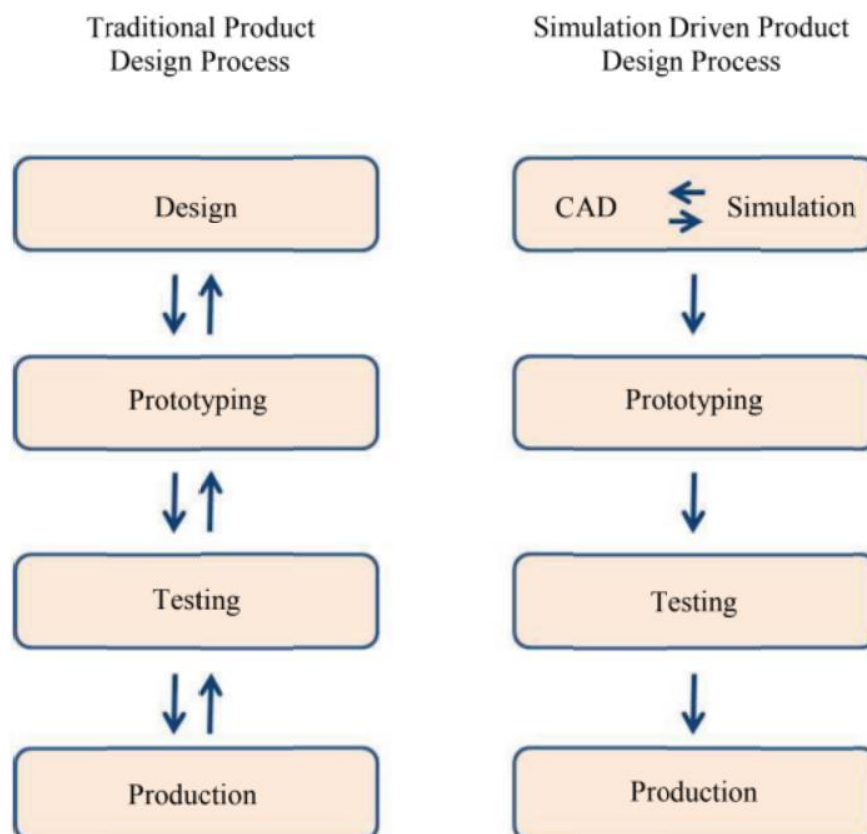 Traditional Product
Design Process
Design
Prototyping
Testing
Production
Simulation Driven Product
Design Process
CAD
Simulation
Prototyping
Testing
Production